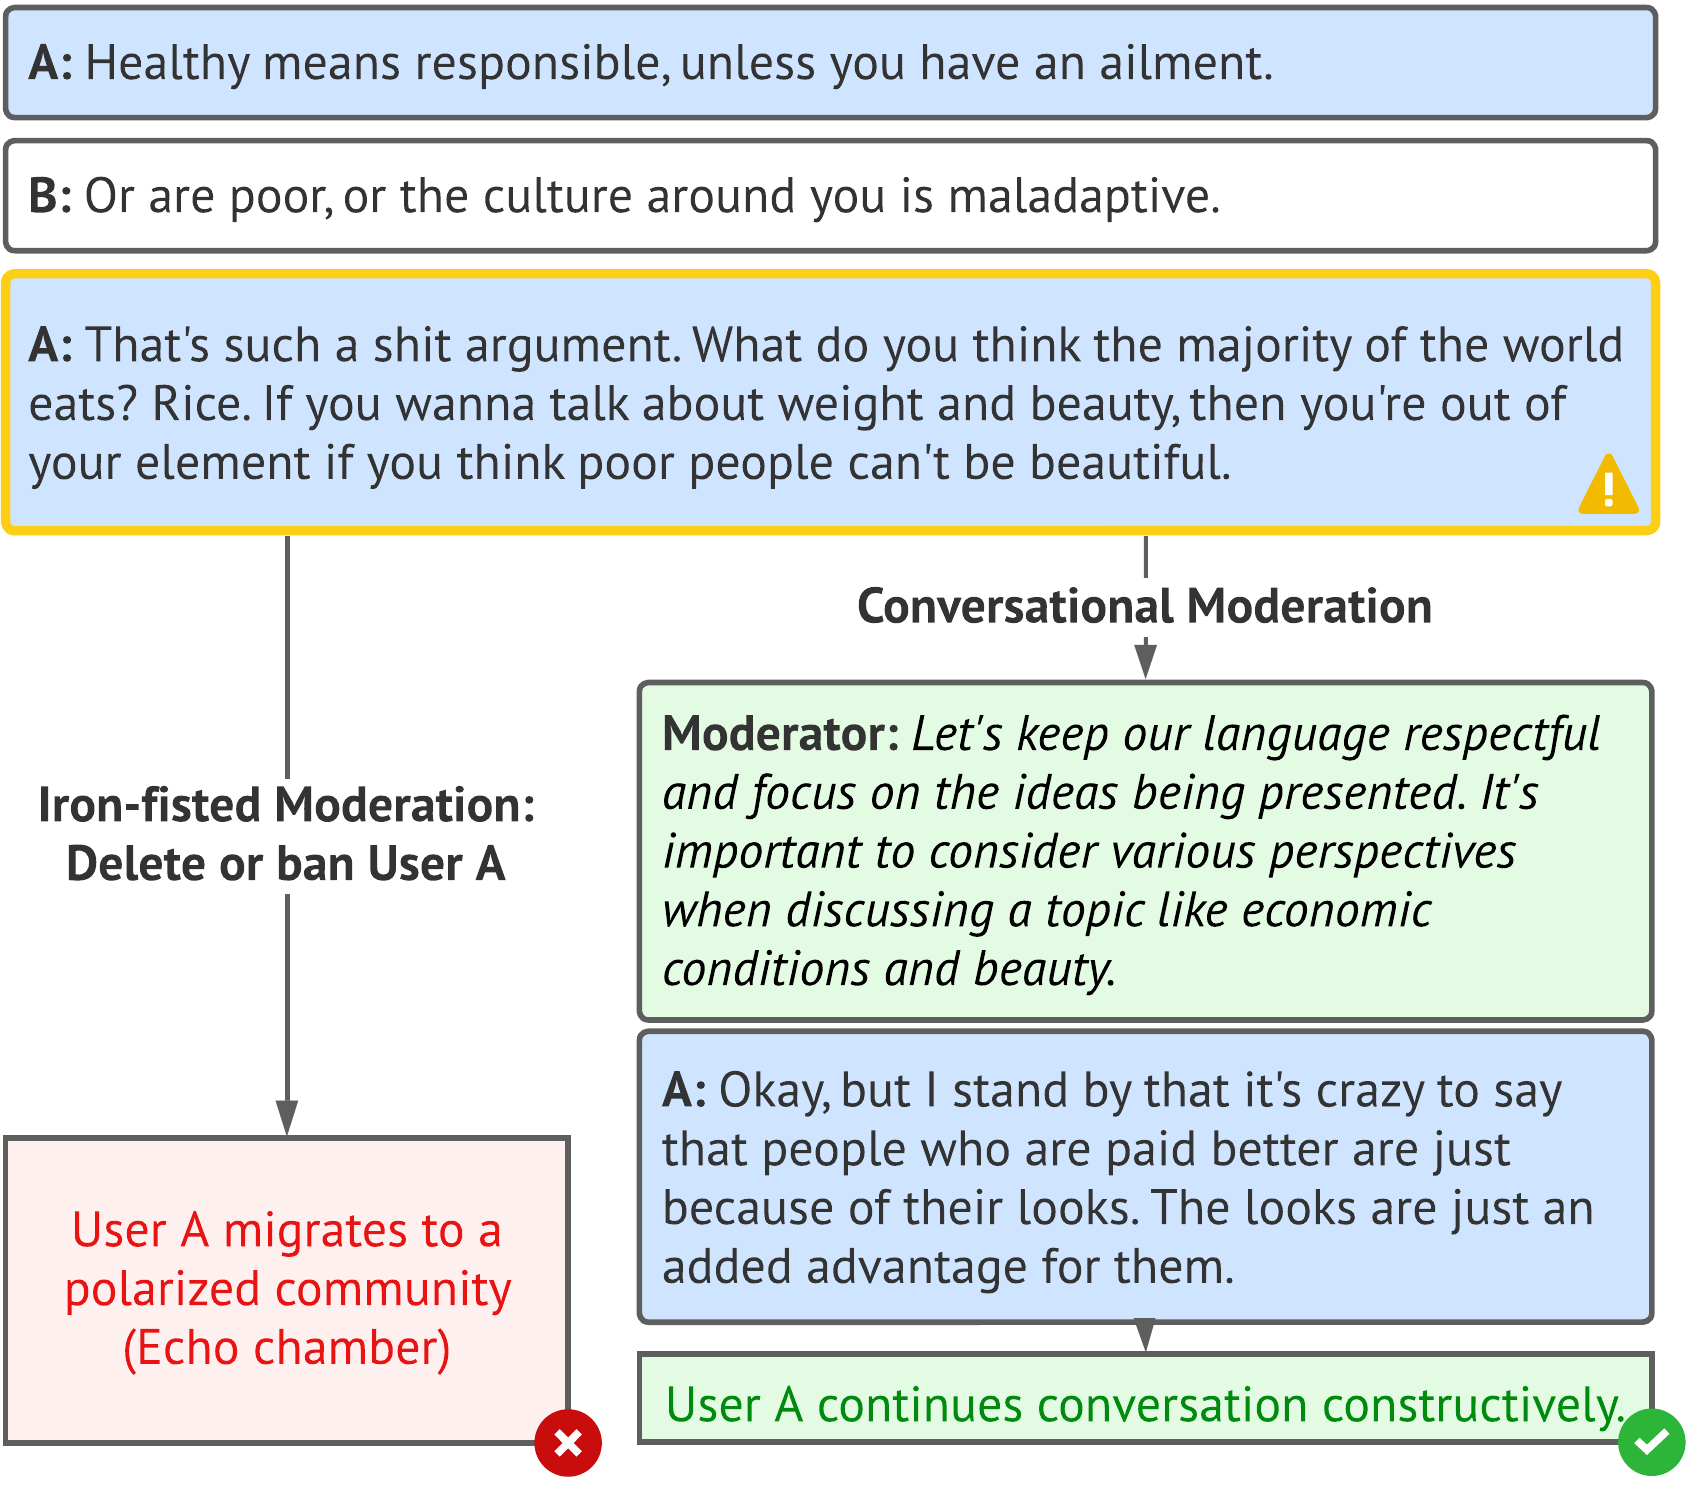 A: Healthy means responsible, unless you have an ailment.
B: Or are poor, or the culture around you is maladaptive.
A: That's such a shit argument. What do you think the majority of the world
eats? Rice. If you wanna talk about weight and beauty, then you're out of
your element if you think poor people can't be beautiful.
Conversational Moderation
Moderator: Let's keep our language respectful
and focus on the ideas being presented. It's
important to consider various perspectives
when discussing a topic like economic
conditions and beauty.
Iron-fisted Moderation:
Delete or ban User A
A: Okay, but I stand by that it's crazy to say
that people who are paid better are just
because of their looks. The looks are just an
added advantage for them.
User A migrates to a
polarized community
(Echo chamber)
User A continues conversation constructively.